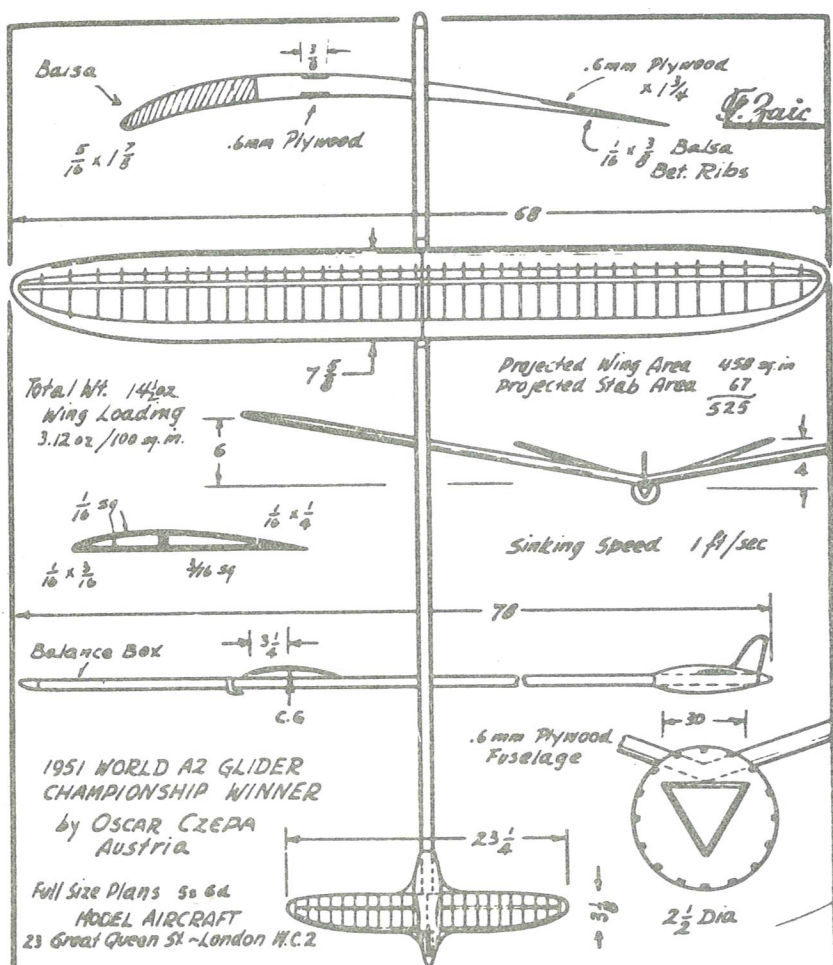 3/8
Balsa
.6mm Plywood
× 1 3/4
F. Zaic
.6mm Plywood
5/16 × 1 7/8
1/16 × 3/8 Balsa
Bet. Ribs
68
7 5/8
Projected Wing Area 458 sq.in
Projected Stab Area 67
525
Total Wt. 14 1/2 oz
Wing Loading
3.12 oz/100 sq.in.
6
4
1/16 sq
1/16 × 1/4
1/16 × 3/16
3/16 sq
Sinking Speed 1 ft/sec
78
3 1/4
Balance Box
C.G
30
.6mm Plywood
Fuselage
1951 WORLD A2 GLIDER
CHAMPIONSHIP WINNER
by OSCAR CZEPA
Austria
23 1/4
Full Size Plans 5s 6d
MODEL AIRCRAFT
23 Great Queen St ~ London W.C.2
2 1/2 Dia